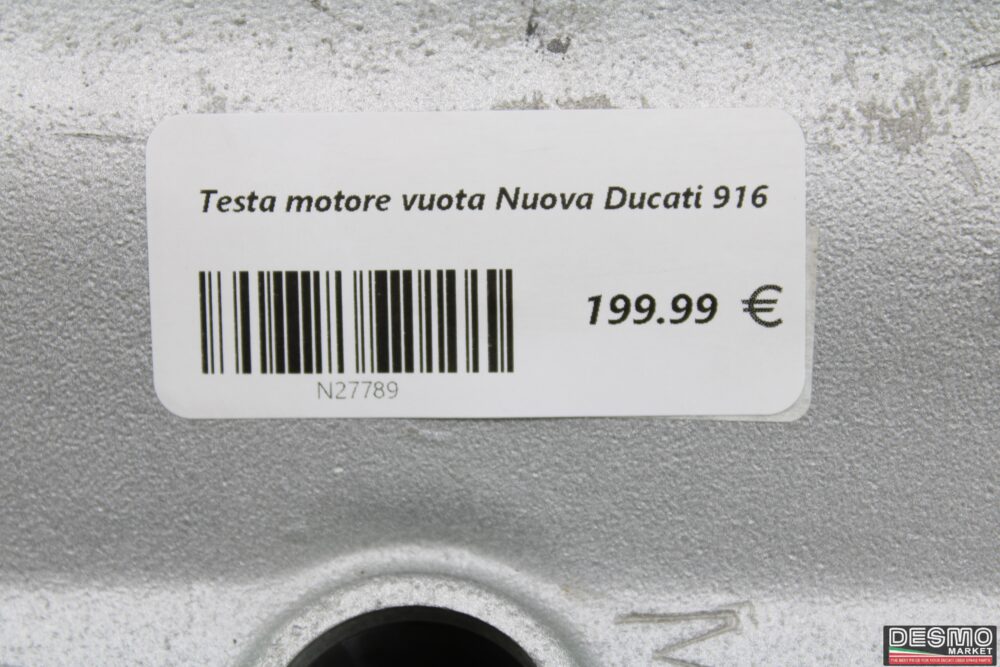 Testa motore vuota Nuova Ducati 916
199.99 €
N27789
DESMO
MARKET